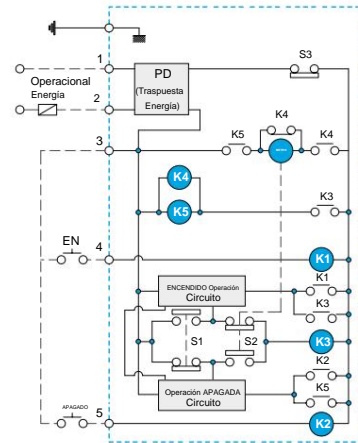 1
S3
PD
(Traspuesta
Energía)
Operacional
Energía
2
K4
3
K5
K4
K4
K3
K5
EN
4
K1
ENCENDIDO Operación
Circuito
K1
K3
S1
S2
K3
K2
Operación APAGADA
Circuito
K5
APAGADO
5
K2